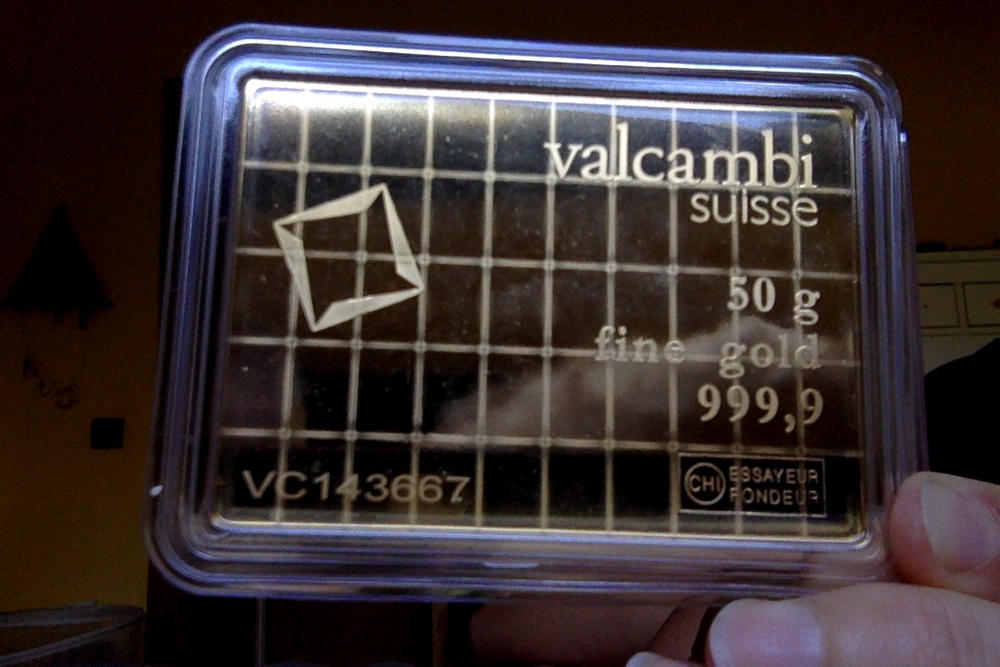 valcambi
suisse
50 g
fine gold
999,9
VC143667
CHI ESSAYEUR
FONDEUR